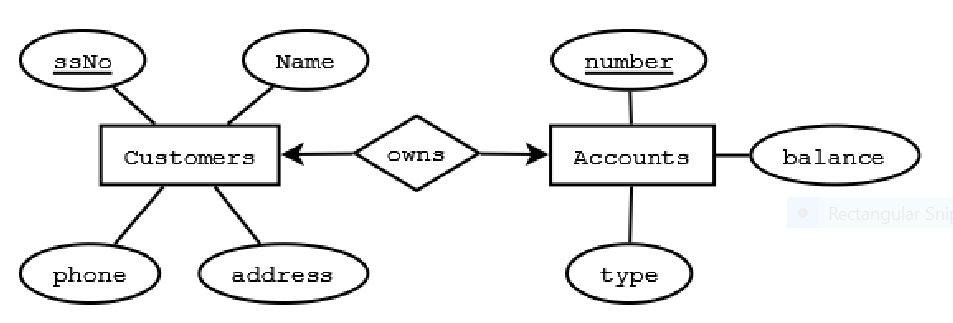 ssNo
Name
number
Customers
owns
Accounts
balance
Rectangular Snip
phone
address
type